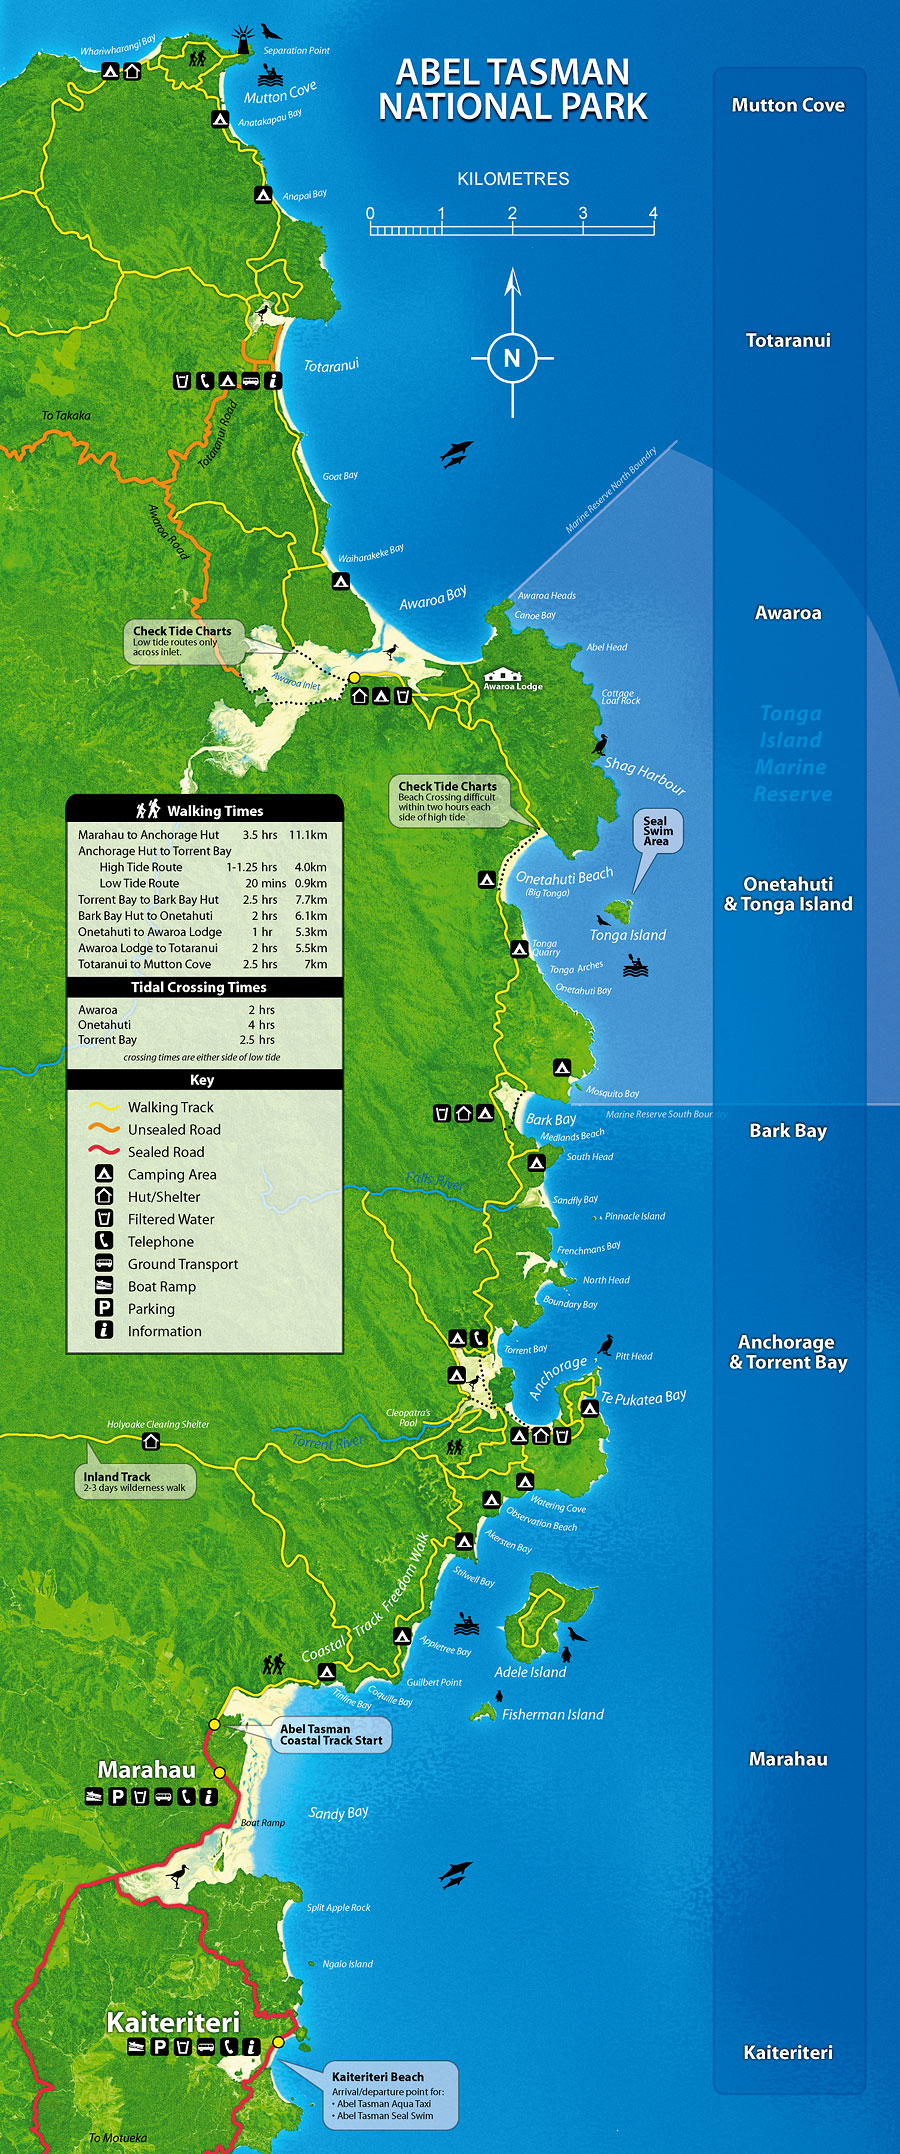 ABEL TASMAN
NATIONAL PARK
KILOMETRES
0 1 2 3 4
N
Whariwharangi Bay
Separation Point
Mutton Cove
Anatakapau Bay
Anapai Bay
Totaranui
To Takaka
Totaranui Road
Goat Bay
Awaroa Road
Marine Reserve North Boundry
Waiharakeke Bay
Awaroa Bay
Awaroa Heads
Canoe Bay
Check Tide Charts
Low tide routes only
across inlet.
Abel Head
Awaroa Inlet
Awaroa Lodge
Cottage
Loaf Rock
Shag Harbour
Check Tide Charts
Beach Crossing difficult
within two hours each
side of high tide
Seal
Swim
Area
Onetahuti Beach
(Big Tonga)
Tonga Island
Tonga
Quarry
Tonga Arches
Onetahuti Bay
Mosquito Bay
Marine Reserve South Boundry
Bark Bay
Medlands Beach
South Head
Falls River
Sandfly Bay
Pinnacle Island
Frenchmans Bay
North Head
Boundary Bay
Torrent Bay
Anchorage
Pitt Head
Te Pukatea Bay
Cleopatra's
Pool
Holyoake Clearing Shelter
Torrent River
Inland Track
2-3 days wilderness walk
Watering Cove
Observation Beach
Akersten Bay
Stilwell Bay
Coastal Track Freedom Walk
Appletree Bay
Adele Island
Guilbert Point
Coquille Bay
Tinline Bay
Fisherman Island
Abel Tasman
Coastal Track Start
Marahau
P
i
Sandy Bay
Boat Ramp
Split Apple Rock
Ngaio Island
Kaiteriteri
P
i
Kaiteriteri Beach
Arrival/departure point for:
• Abel Tasman Aqua Taxi
• Abel Tasman Seal Swim
To Motueka
Walking Times
Marahau to Anchorage Hut 3.5 hrs 11.1km
Anchorage Hut to Torrent Bay
High Tide Route 1-1.25 hrs 4.0km
Low Tide Route 20 mins 0.9km
Torrent Bay to Bark Bay Hut 2.5 hrs 7.7km
Bark Bay Hut to Onetahuti 2 hrs 6.1km
Onetahuti to Awaroa Lodge 1 hr 5.3km
Awaroa Lodge to Totaranui 2 hrs 5.5km
Totaranui to Mutton Cove 2.5 hrs 7km
Tidal Crossing Times
Awaroa 2 hrs
Onetahuti 4 hrs
Torrent Bay 2.5 hrs
crossing times are either side of low tide
Key
Walking Track
Unsealed Road
Sealed Road
Camping Area
Hut/Shelter
Filtered Water
Telephone
Ground Transport
Boat Ramp
P Parking
i Information
Mutton Cove
Totaranui
Awaroa
Tonga
Island
Marine
Reserve
Onetahuti
& Tonga Island
Bark Bay
Anchorage
& Torrent Bay
Marahau
Kaiteriteri